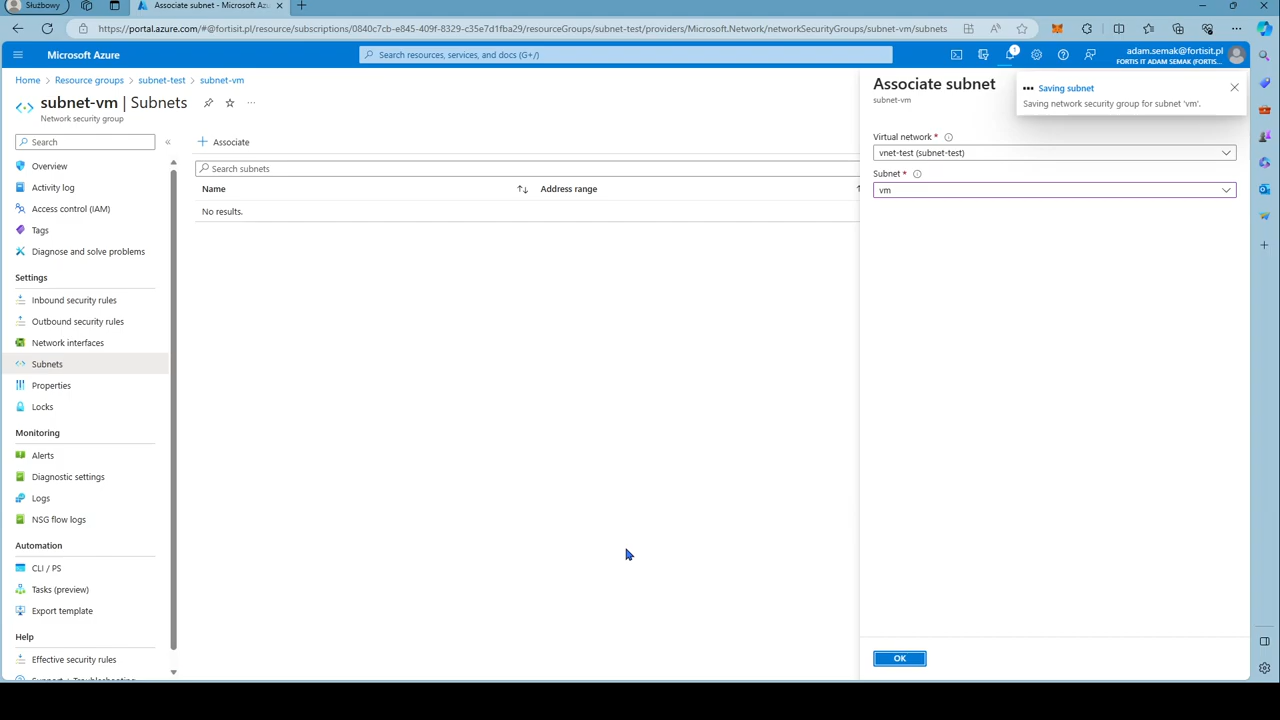 Służbowy
Associate subnet - Microsoft Az
https://portal.azure.com/#@fortisit.pl/resource/subscriptions/0840c7cb-e845-409f-8329-c35e7d1fba29/resourceGroups/subnet-test/providers/Microsoft.Network/networkSecurityGroups/subnet-vm/subnets
Microsoft Azure
Search resources, services, and docs (G+/)
1
adam.semak@fortisit.pl
FORTIS IT ADAM SEMAK (FORTIS...
Home
Resource groups
subnet-test
subnet-vm
subnet-vm | Subnets
Network security group
Search
Overview
Activity log
Access control (IAM)
Tags
Diagnose and solve problems
Settings
Inbound security rules
Outbound security rules
Network interfaces
Subnets
Properties
Locks
Monitoring
Alerts
Diagnostic settings
Logs
NSG flow logs
Automation
CLI / PS
Tasks (preview)
Export template
Help
Effective security rules
Associate
Search subnets
Name
Address range
No results.
Associate subnet
subnet-vm
Saving subnet
Saving network security group for subnet 'vm'.
Virtual network *
vnet-test (subnet-test)
Subnet *
vm
OK